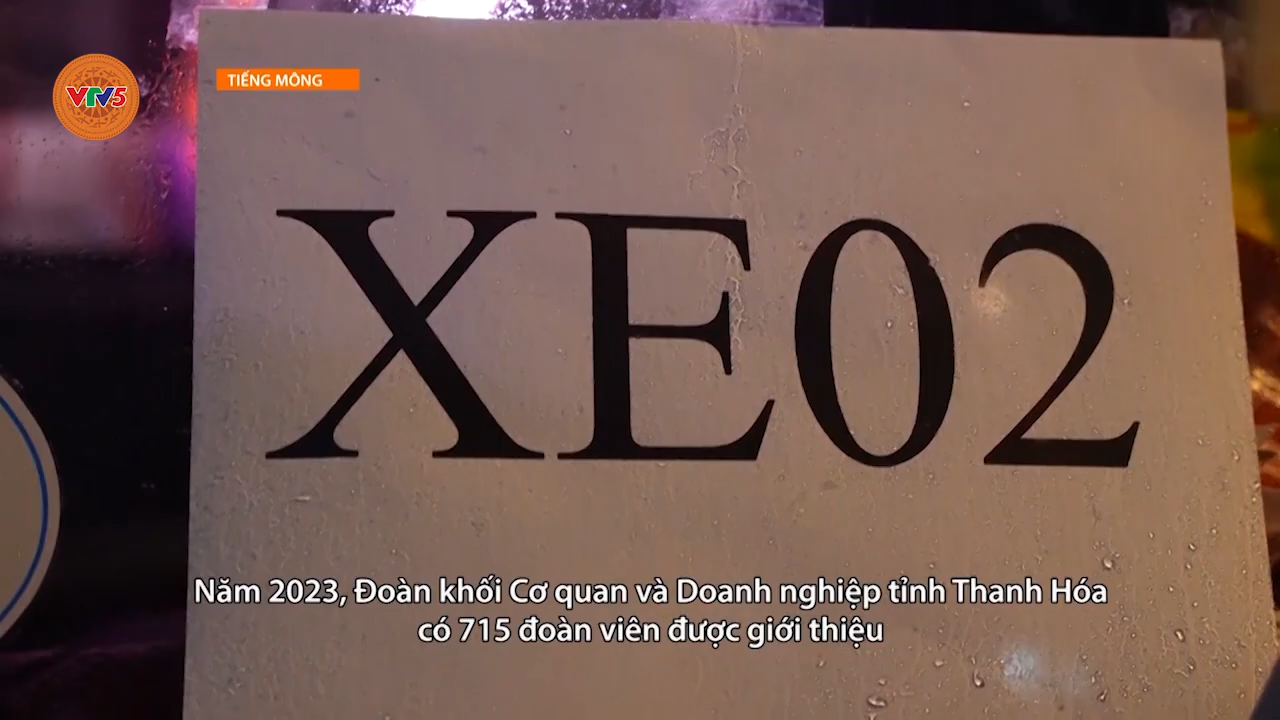 VTV5
TIẾNG MÔNG
XE02
Năm 2023, Đoàn khối Cơ quan và Doanh nghiệp tỉnh Thanh Hóa
có 715 đoàn viên được giới thiệu